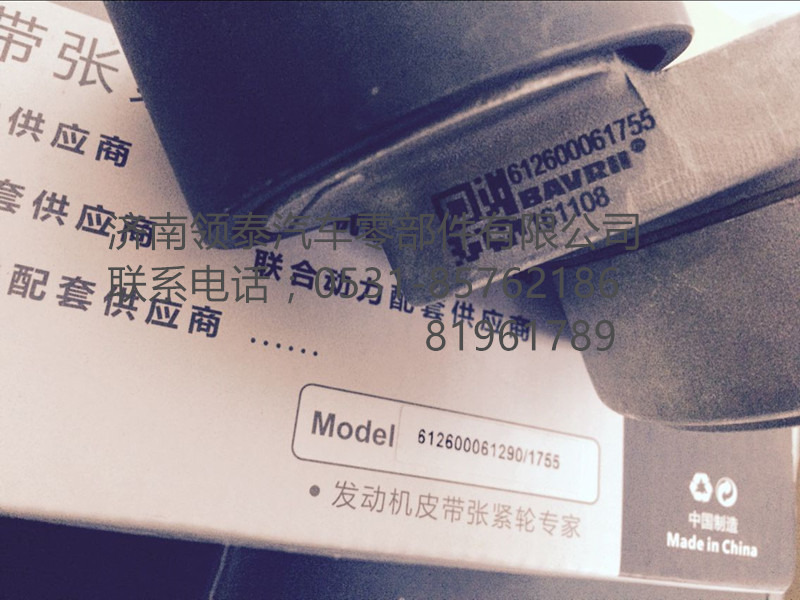 带张
供应商
套供应商
配套供应商 ......
612600061755
BAVRII®
1108
济南领泰汽车零部件有限公司
联系电话，0531-85762186
81961789
联合动力配套供应商
Model 612600061290/1755
• 发动机皮带张紧轮专家
中国制造
Made in China